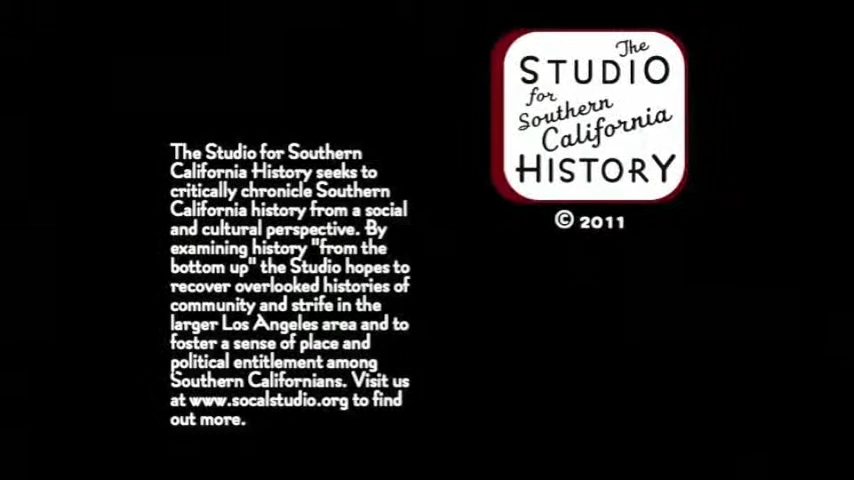 The Studio for Southern
California History seeks to
critically chronicle Southern
California history from a social
and cultural perspective. By
examining history "from the
bottom up" the Studio hopes to
recover overlooked histories of
community and strife in the
larger Los Angeles area and to
foster a sense of place and
political entitlement among
Southern Californians. Visit us
at www.socalstudio.org to find
out more.
The
STUDIO
for
Southern
California
HISTORY
© 2011